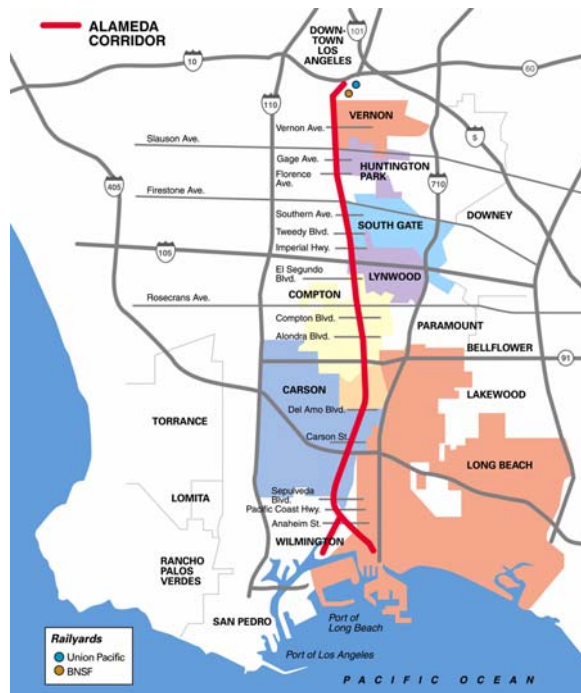 ALAMEDA
CORRIDOR
DOWN-
TOWN
LOS
ANGELES
101
10
60
110
5
VERNON
Vernon Ave.
Slauson Ave.
Gage Ave.
HUNTINGTON
PARK
Florence
Ave.
405
710
Firestone Ave.
DOWNEY
Southern Ave.
SOUTH GATE
Tweedy Blvd.
Imperial Hwy.
105
El Segundo
Blvd.
LYNWOOD
COMPTON
Rosecrans Ave.
Compton Blvd.
PARAMOUNT
Alondra Blvd.
BELLFLOWER
91
CARSON
LAKEWOOD
Del Amo Blvd.
TORRANCE
Carson St.
LONG BEACH
LOMITA
Sepulveda
Blvd.
Pacific Coast Hwy.
Anaheim St.
WILMINGTON
RANCHO
PALOS
VERDES
SAN PEDRO
Port of
Long Beach
Port of Los Angeles
Railyards
Union Pacific
BNSF
PACIFIC OCEAN